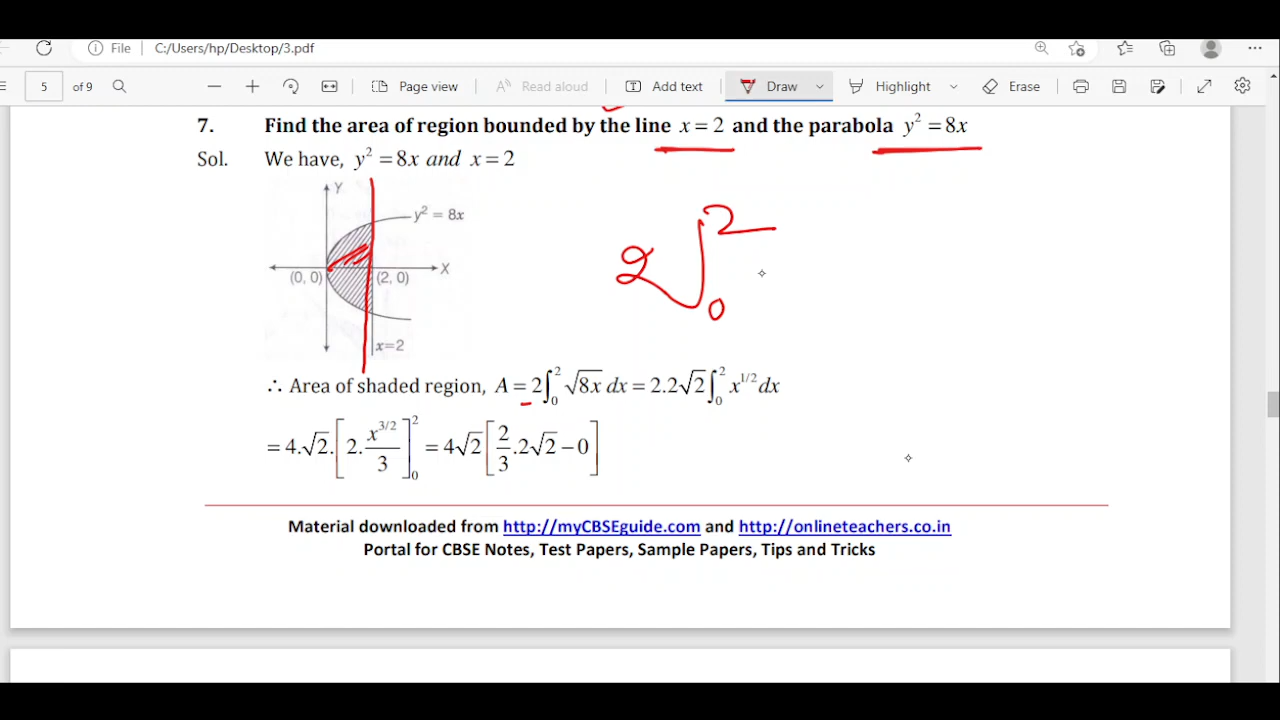 File C:/Users/hp/Desktop/3.pdf
5 of 9 Page view Read aloud Add text Draw Highlight Erase
7. Find the area of region bounded by the line x = 2 and the parabola y² = 8x
Sol. We have, y² = 8x and x = 2
Y
y² = 8x
(0, 0) (2, 0) X
x=2
2∫₀²
∴ Area of shaded region, A = 2∫₀² √8x dx = 2.2√2 ∫₀² x^{1/2} dx
= 4.√2.[2. x^{3/2}/3]₀² = 4√2[2/3 .2√2 − 0]
Material downloaded from http://myCBSEguide.com and http://onlineteachers.co.in
Portal for CBSE Notes, Test Papers, Sample Papers, Tips and Tricks